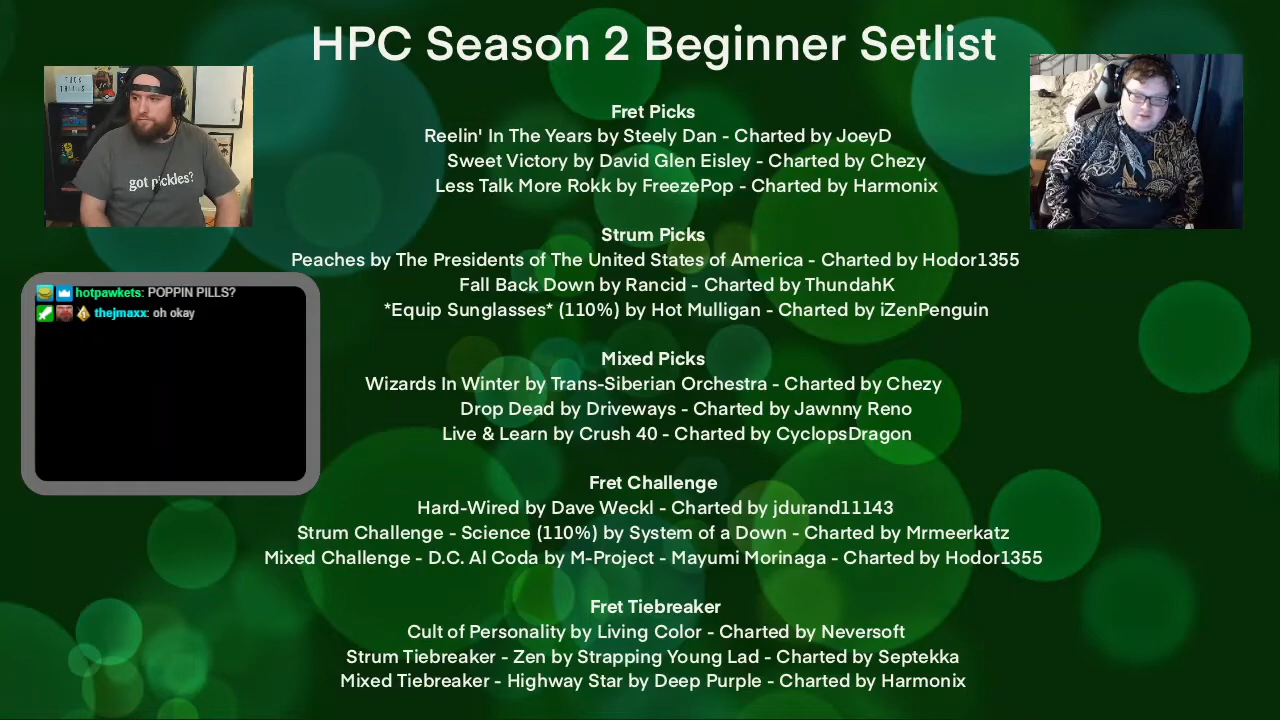 HPC Season 2 Beginner Setlist
Fret Picks
Reelin' In The Years by Steely Dan - Charted by JoeyD
Sweet Victory by David Glen Eisley - Charted by Chezy
Less Talk More Rokk by FreezePop - Charted by Harmonix
got pickles?
Strum Picks
Peaches by The Presidents of The United States of America - Charted by Hodor1355
Fall Back Down by Rancid - Charted by ThundahK
*Equip Sunglasses* (110%) by Hot Mulligan - Charted by iZenPenguin
hotpawkets: POPPIN PILLS?
thejmaxx: oh okay
Mixed Picks
Wizards In Winter by Trans-Siberian Orchestra - Charted by Chezy
Drop Dead by Driveways - Charted by Jawnny Reno
Live & Learn by Crush 40 - Charted by CyclopsDragon
Fret Challenge
Hard-Wired by Dave Weckl - Charted by jdurand11143
Strum Challenge - Science (110%) by System of a Down - Charted by Mrmeerkatz
Mixed Challenge - D.C. Al Coda by M-Project - Mayumi Morinaga - Charted by Hodor1355
Fret Tiebreaker
Cult of Personality by Living Color - Charted by Neversoft
Strum Tiebreaker - Zen by Strapping Young Lad - Charted by Septekka
Mixed Tiebreaker - Highway Star by Deep Purple - Charted by Harmonix